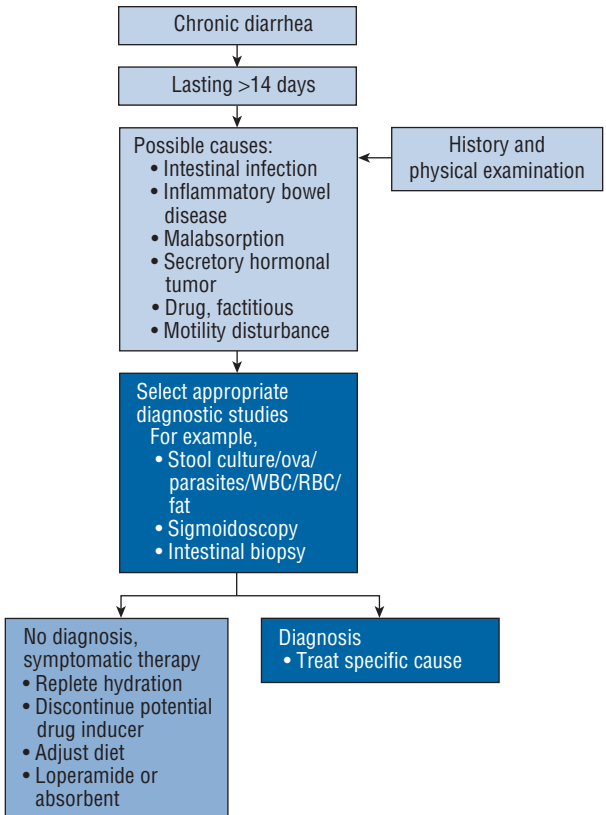 Chronic diarrhea
Lasting >14 days
Possible causes:
• Intestinal infection
• Inflammatory bowel
disease
• Malabsorption
• Secretory hormonal
tumor
• Drug, factitious
• Motility disturbance
History and
physical examination
Select appropriate
diagnostic studies
For example,
• Stool culture/ova/
parasites/WBC/RBC/
fat
• Sigmoidoscopy
• Intestinal biopsy
No diagnosis,
symptomatic therapy
• Replete hydration
• Discontinue potential
drug inducer
• Adjust diet
• Loperamide or
absorbent
Diagnosis
• Treat specific cause